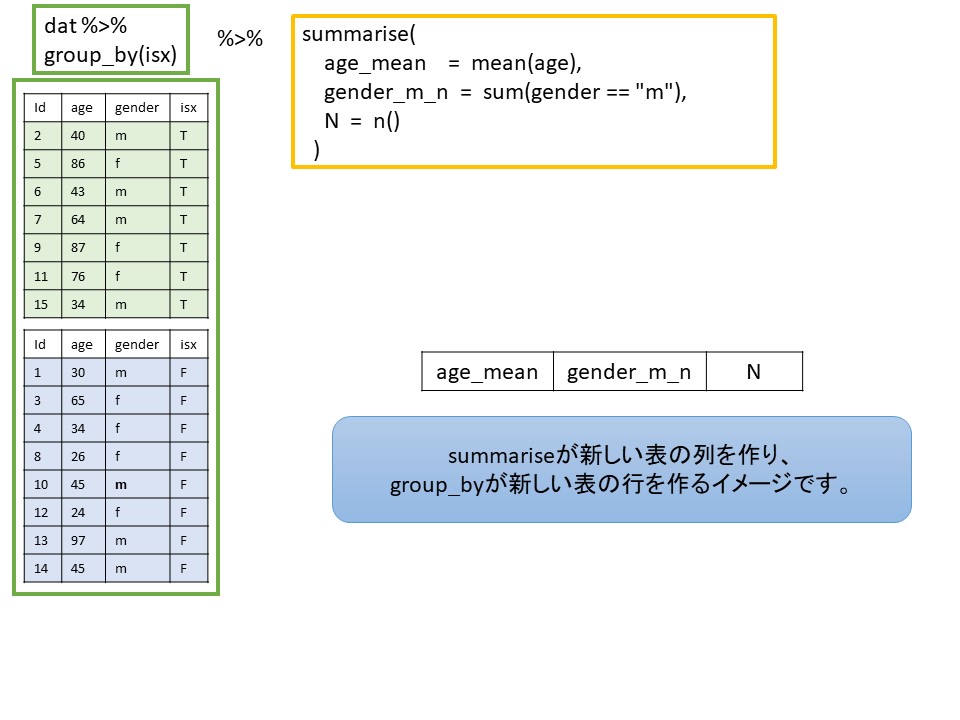 dat %>%
group_by(isx)
%>%
summarise(
age_mean = mean(age),
gender_m_n = sum(gender == "m"),
N = n()
)
Id age gender isx
2 40 m T
5 86 f T
6 43 m T
7 64 m T
9 87 f T
11 76 f T
15 34 m T
Id age gender isx
1 30 m F
3 65 f F
4 34 f F
8 26 f F
10 45 m F
12 24 f F
13 97 m F
14 45 m F
age_mean gender_m_n N
summariseが新しい表の列を作り、
group_byが新しい表の行を作るイメージです。